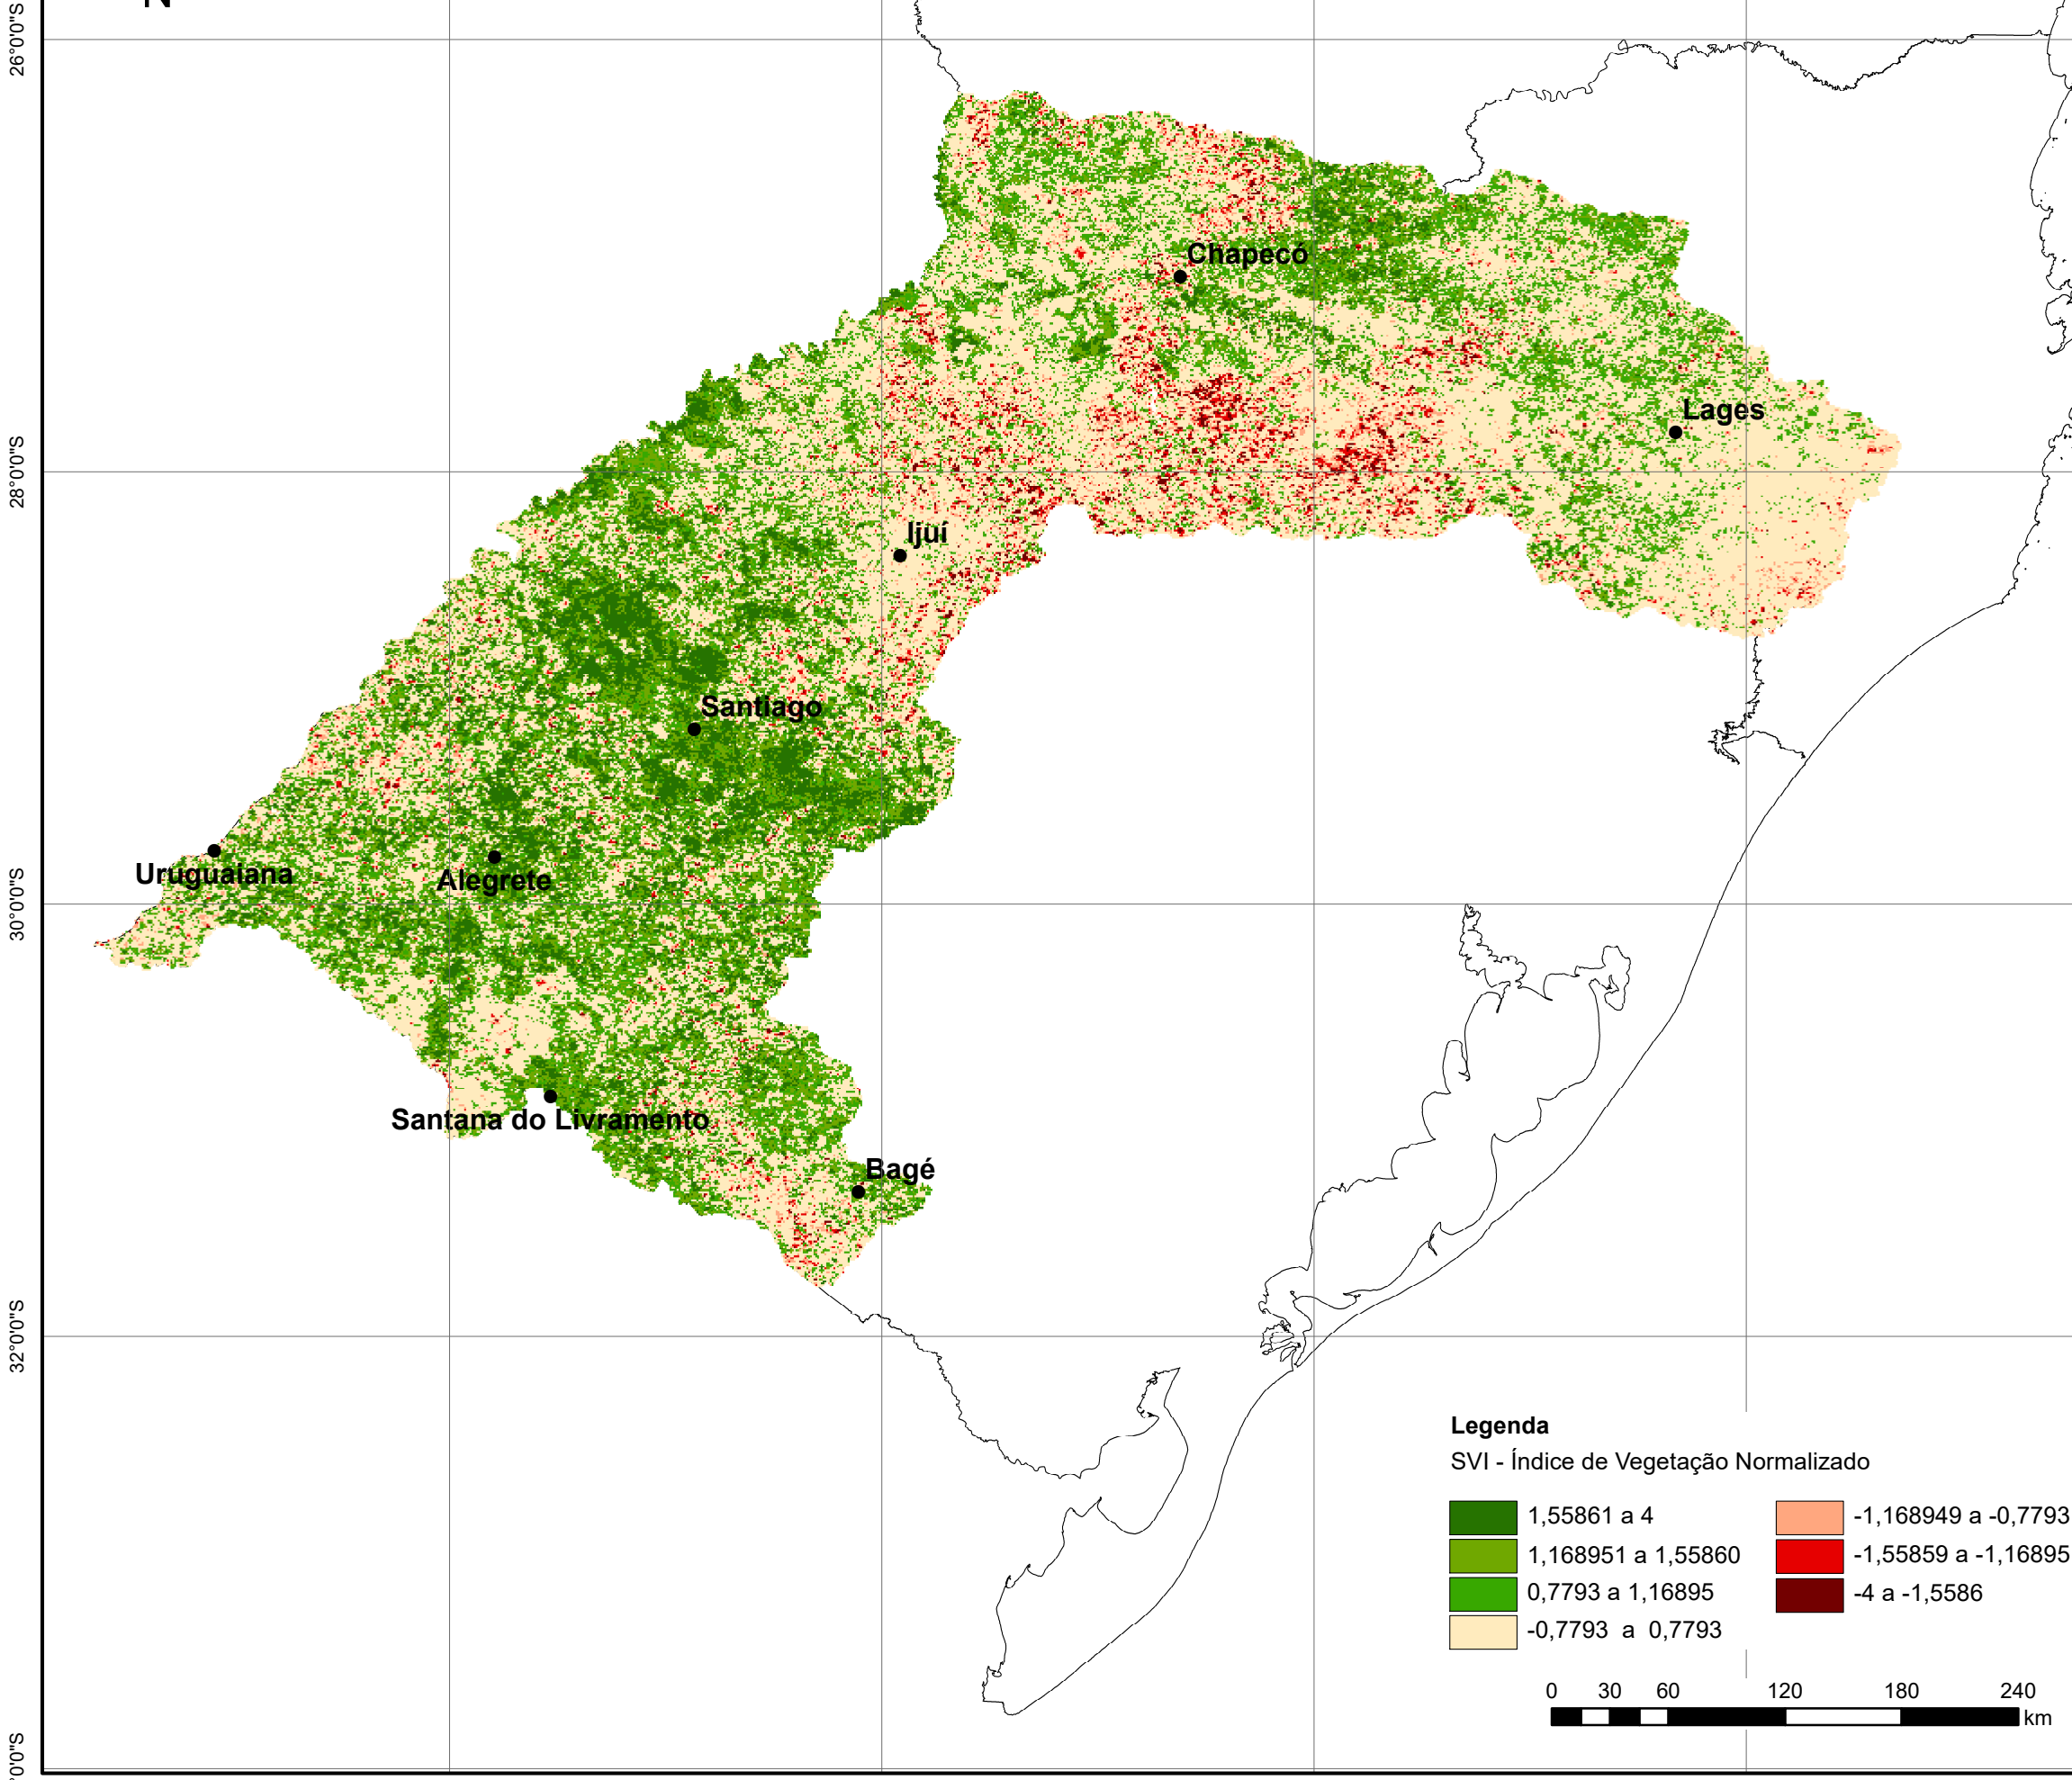 N
26°0'0"S
28°0'0"S
30°0'0"S
32°0'0"S
°0'0"S
Chapecó
Lages
Ijuí
Santiago
Uruguaiana
Alegrete
Santana do Livramento
Bagé
Legenda
SVI - Índice de Vegetação Normalizado
1,55861 a 4
1,168951 a 1,55860
0,7793 a 1,16895
-0,7793 a 0,7793
-1,168949 a -0,7793
-1,55859 a -1,16895
-4 a -1,5586
0 30 60 120 180 240
km